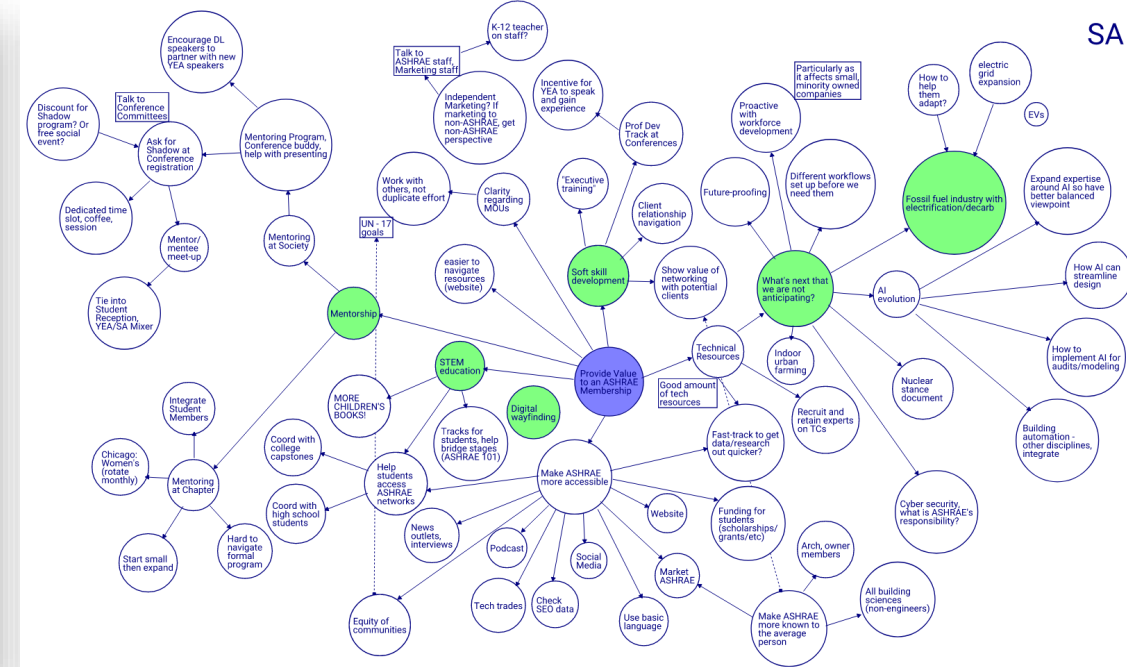 SA
K-12 teacher
on staff?
Encourage DL
speakers to
partner with new
YEA speakers
Talk to
ASHRAE staff,
Marketing staff
Particularly as
it affects small,
minority owned
companies
electric
grid
expansion
How to
help them
adapt?
EVs
Incentive for
YEA to speak
and gain
experience
Independent
Marketing? If
marketing to
non-ASHRAE, get
non-ASHRAE
perspective
Proactive
with
workforce
development
Discount for
Shadow
program? Or
free social
event?
Talk to
Conference
Committees
Ask for
Shadow at
Conference
registration
Mentoring Program,
Conference buddy,
help with presenting
Prof Dev
Track at
Conferences
Work with
others, not
duplicate effort
Clarity
regarding
MOUs
"Executive
training"
Future-proofing
Different workflows
set up before we
need them
Fossil fuel industry with
electrification/decarb
Expand expertise
around AI so have
better balanced
viewpoint
Dedicated time
slot, coffee,
session
Client
relationship
navigation
UN - 17
goals
Mentor/
mentee
meet-up
Mentoring
at Society
easier to
navigate
resources
(website)
Soft skill
development
Show value of
networking
with potential
clients
What's next that
we are not
anticipating?
AI
evolution
How AI can
streamline
design
Tie into
Student
Reception,
YEA/SA Mixer
Mentorship
STEM
education
Provide Value
to an ASHRAE
Membership
Technical
Resources
Indoor
urban
farming
How to
implement AI for
audits/modeling
Good amount
of tech
resources
Nuclear
stance
document
MORE
CHILDREN'S
BOOKS!
Digital
wayfinding
Integrate
Student
Members
Recruit and
retain experts
on TCs
Building
automation -
other disciplines,
integrate
Coord with
college
capstones
Tracks for
students, help
bridge stages
(ASHRAE 101)
Fast-track to get
data/research
out quicker?
Chicago:
Women's
(rotate
monthly)
Mentoring
at Chapter
Help
students
access
ASHRAE
networks
Make ASHRAE
more accessible
Coord with
high school
students
Cyber security,
what is ASHRAE's
responsibility?
Website
Funding for
students
(scholarships/
grants/etc)
News
outlets,
interviews
Start small
then expand
Hard to
navigate
formal
program
Podcast
Social
Media
Arch, owner
members
Market
ASHRAE
All building
sciences
(non-engineers)
Tech trades
Check
SEO data
Use basic
language
Equity of
communities
Make ASHRAE
more known to
the average
person